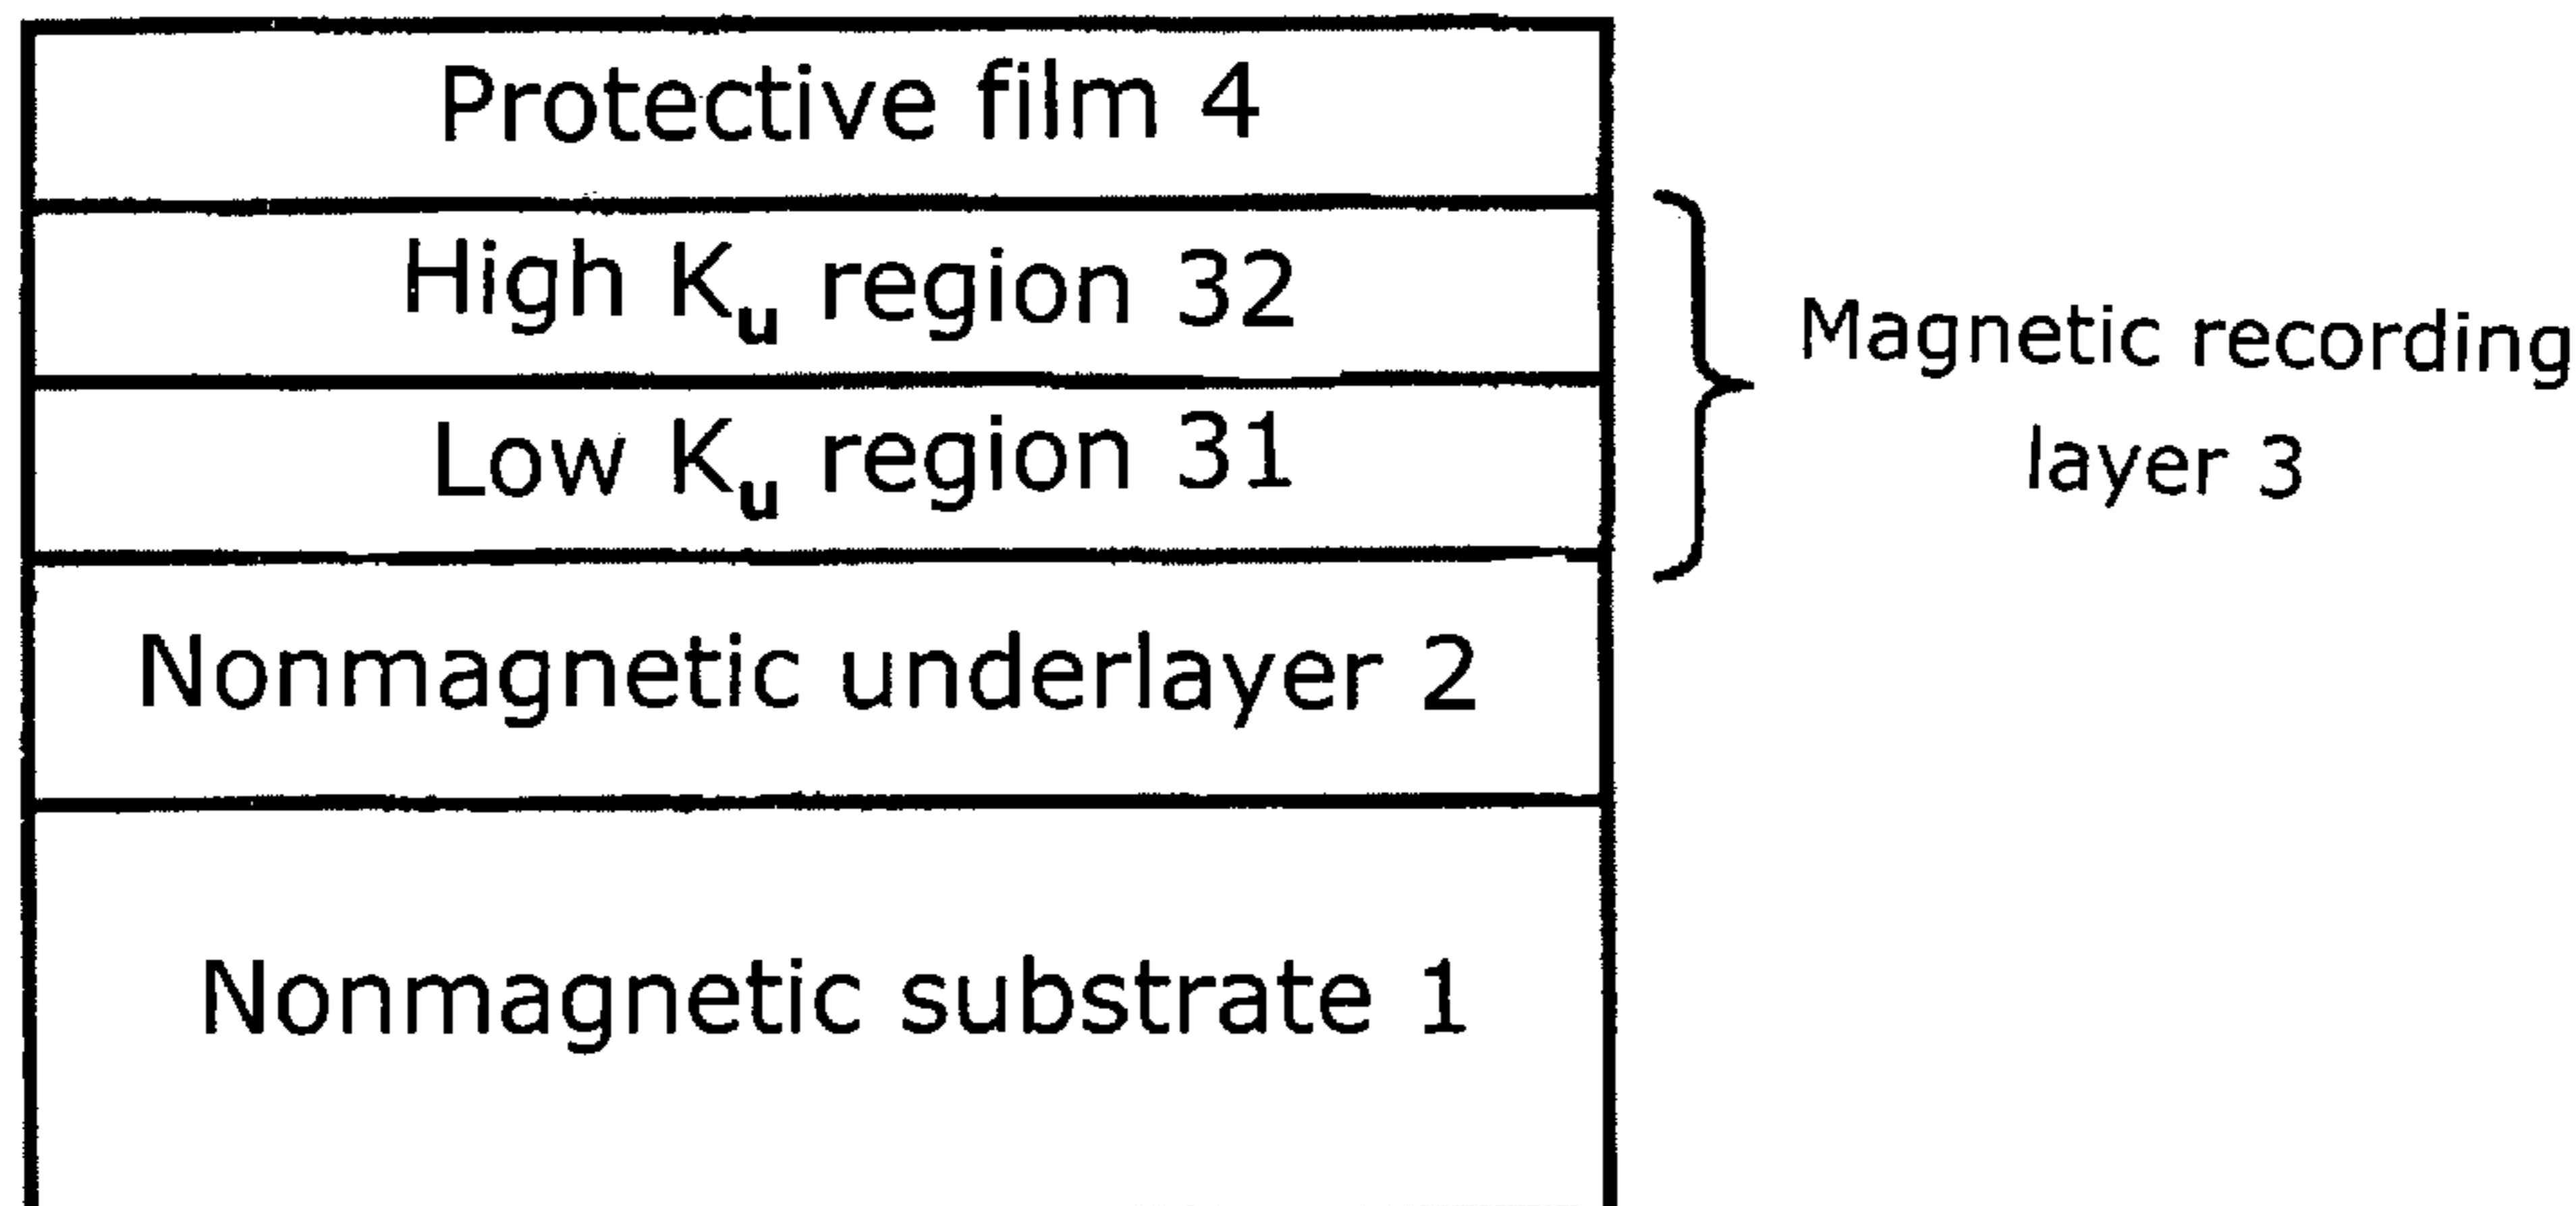 Protective film 4
High Ku region 32
Low Ku region 31
Magnetic recording
layer 3
Nonmagnetic underlayer 2
Nonmagnetic substrate 1